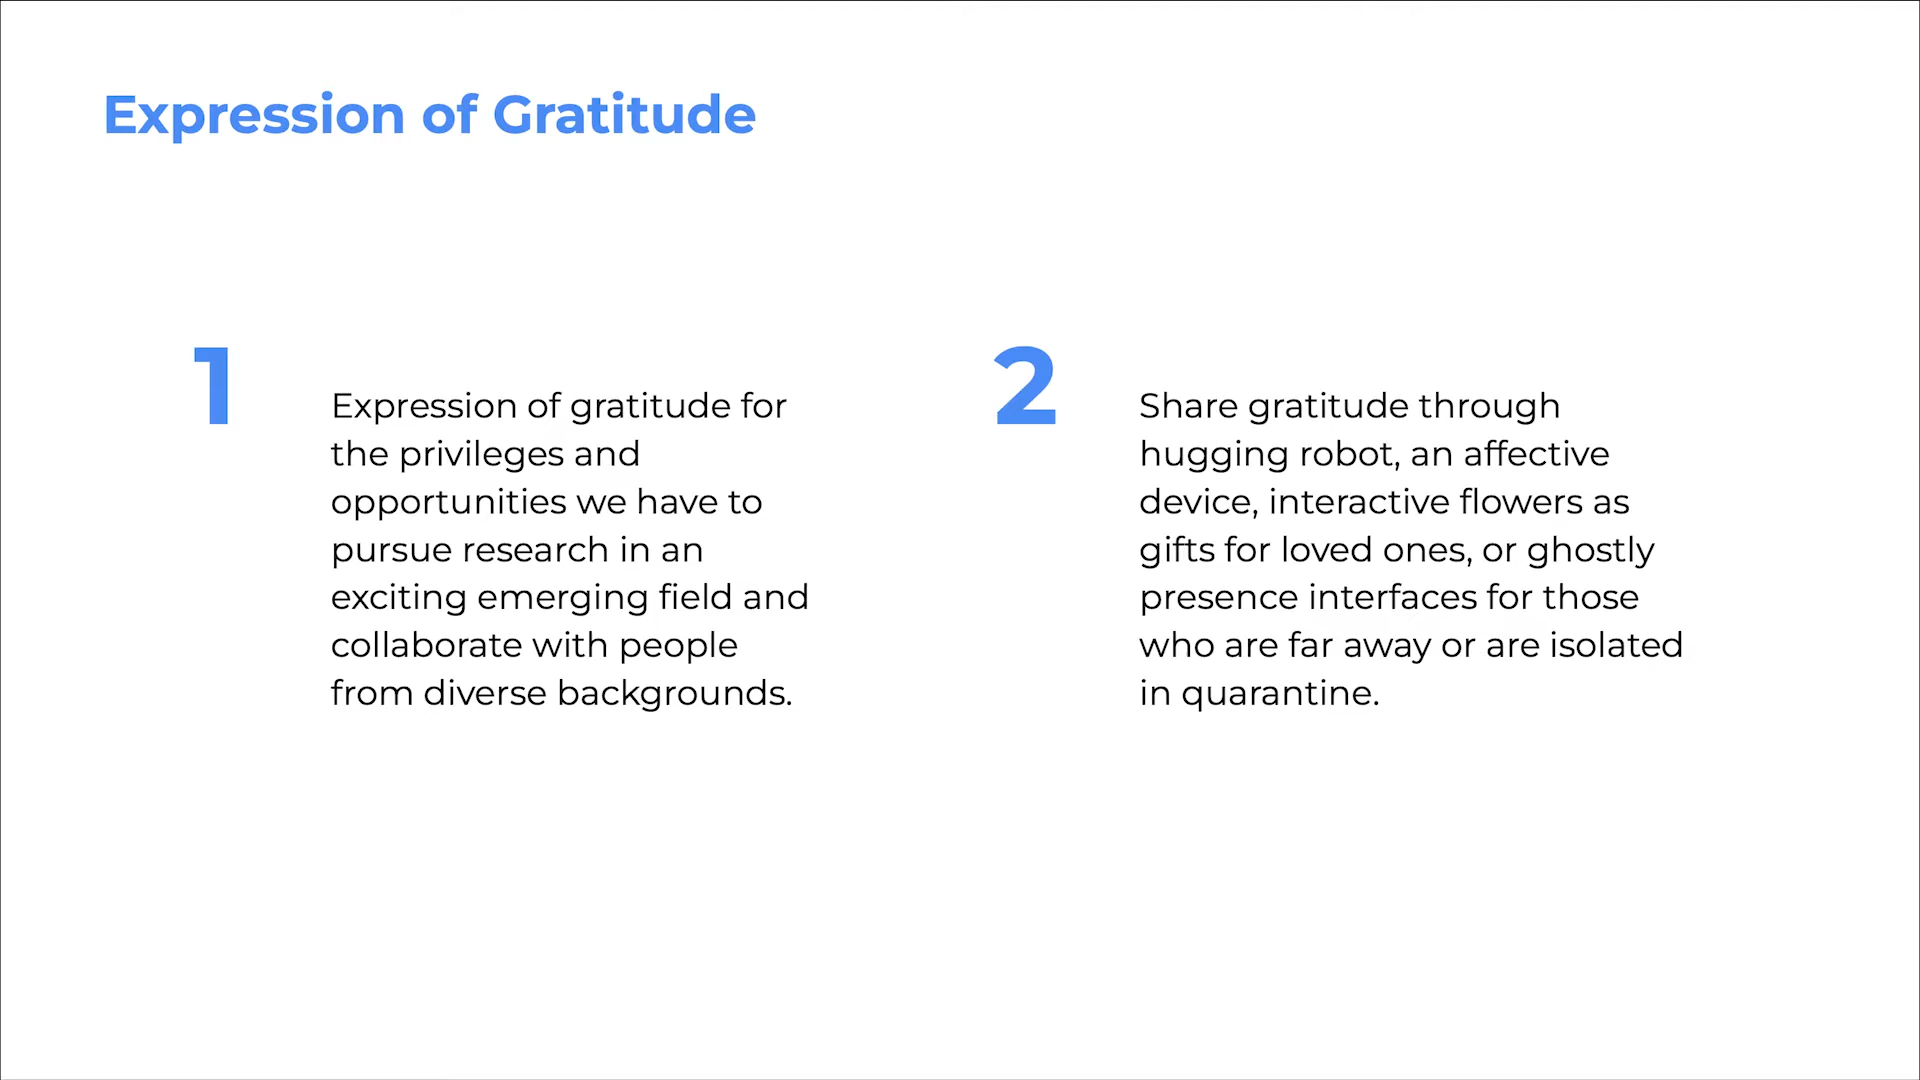 Expression of Gratitude
1
Expression of gratitude for
the privileges and
opportunities we have to
pursue research in an
exciting emerging field and
collaborate with people
from diverse backgrounds.
2
Share gratitude through
hugging robot, an affective
device, interactive flowers as
gifts for loved ones, or ghostly
presence interfaces for those
who are far away or are isolated
in quarantine.